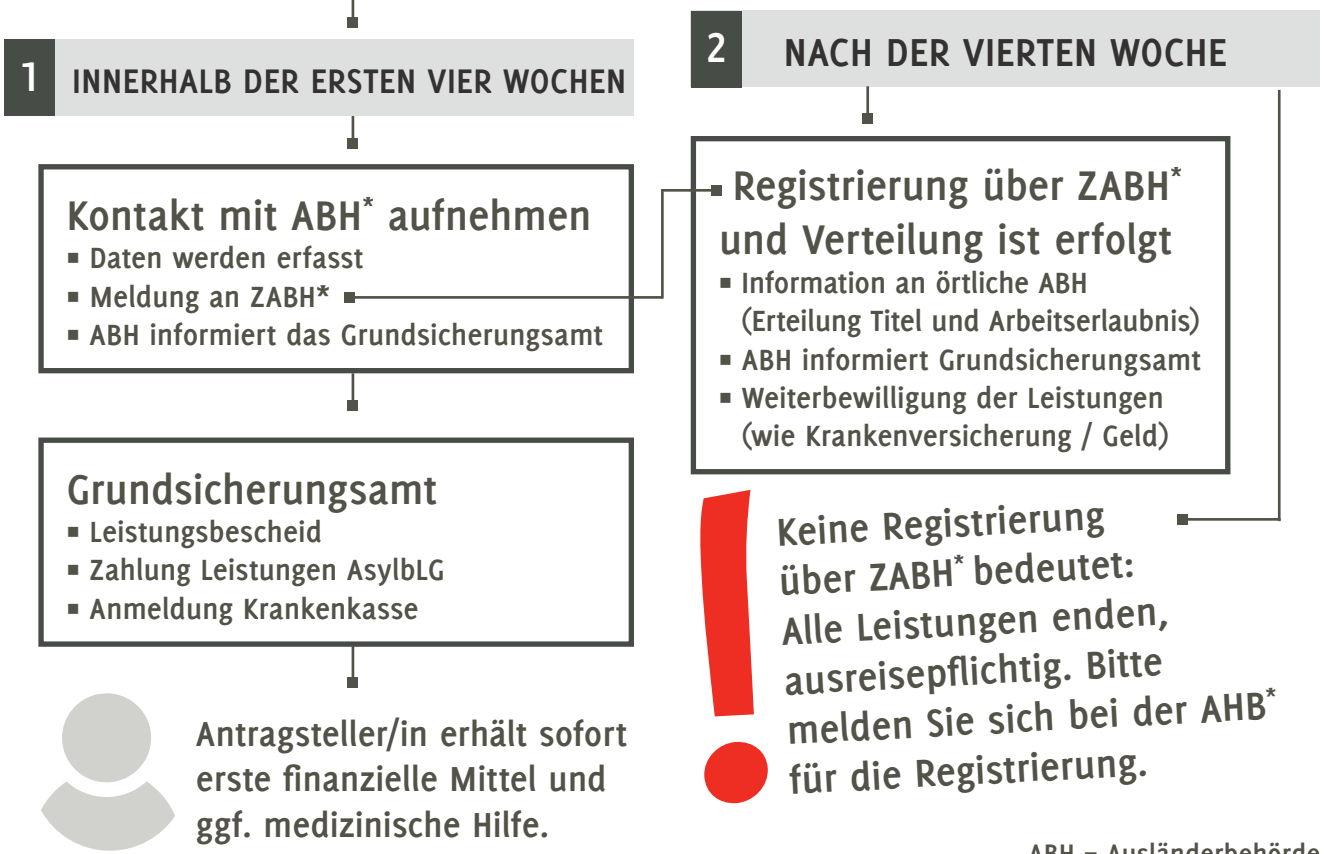 1 INNERHALB DER ERSTEN VIER WOCHEN
Kontakt mit ABH* aufnehmen
▪ Daten werden erfasst
▪ Meldung an ZABH*
▪ ABH informiert das Grundsicherungsamt
Grundsicherungsamt
▪ Leistungsbescheid
▪ Zahlung Leistungen AsylbLG
▪ Anmeldung Krankenkasse
Antragsteller/in erhält sofort
erste finanzielle Mittel und
ggf. medizinische Hilfe.
2 NACH DER VIERTEN WOCHE
Registrierung über ZABH*
und Verteilung ist erfolgt
▪ Information an örtliche ABH
(Erteilung Titel und Arbeitserlaubnis)
▪ ABH informiert Grundsicherungsamt
▪ Weiterbewilligung der Leistungen
(wie Krankenversicherung / Geld)
Keine Registrierung
über ZABH* bedeutet:
Alle Leistungen enden,
ausreisepflichtig. Bitte
melden Sie sich bei der AHB*
für die Registrierung.
ABH – Ausländerbehörde